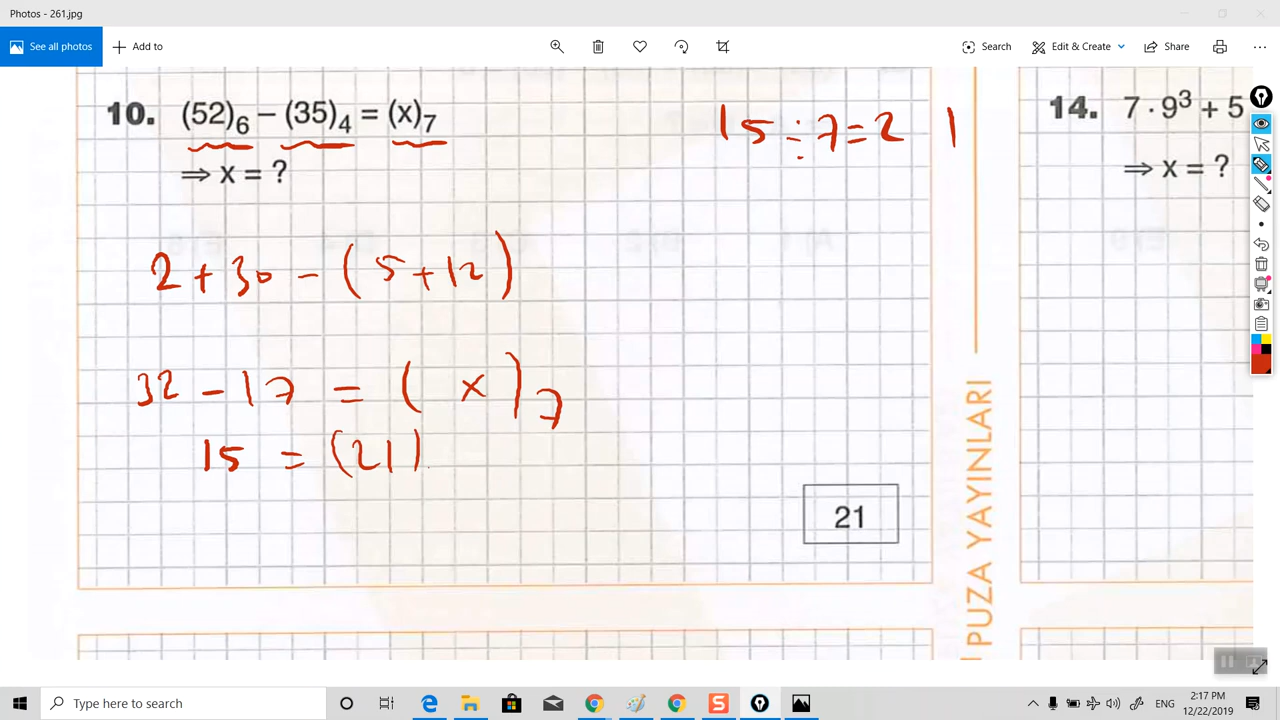 Photos - 261.jpg
See all photos
Add to
Search
Edit & Create
Share
10. (52)₆ − (35)₄ = (x)₇
⇒ x = ?
15 ÷ 7 = 2 1
2 + 30 - (5 + 12)
32 - 17 = ( x )₇
15 = (21)
21
PUZA YAYINLARI
14. 7 · 9³ + 5
⇒ x = ?
Type here to search
ENG
2:17 PM
12/22/2019